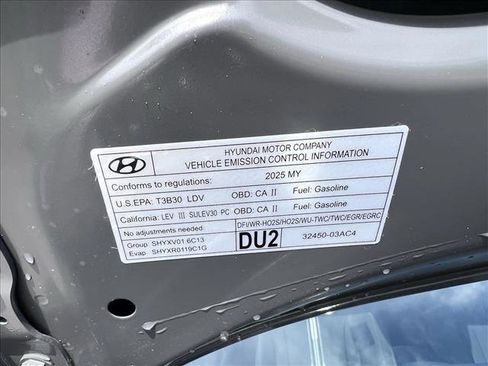 HYUNDAI MOTOR COMPANY
VEHICLE EMISSION CONTROL INFORMATION
Conforms to regulations: 2025 MY
U.S.EPA: T3B30 LDV OBD: CA II Fuel: Gasoline
California: LEV III SULEV30 PC OBD: CA II Fuel: Gasoline
No adjustments needed. DFI/WR-HO2S/HO2S/WU-TWC/TWC/EGR/EGRC
Group: SHYXV01.6C13
Evap: SHYXR0119C1G
DU2 32450-03AC4